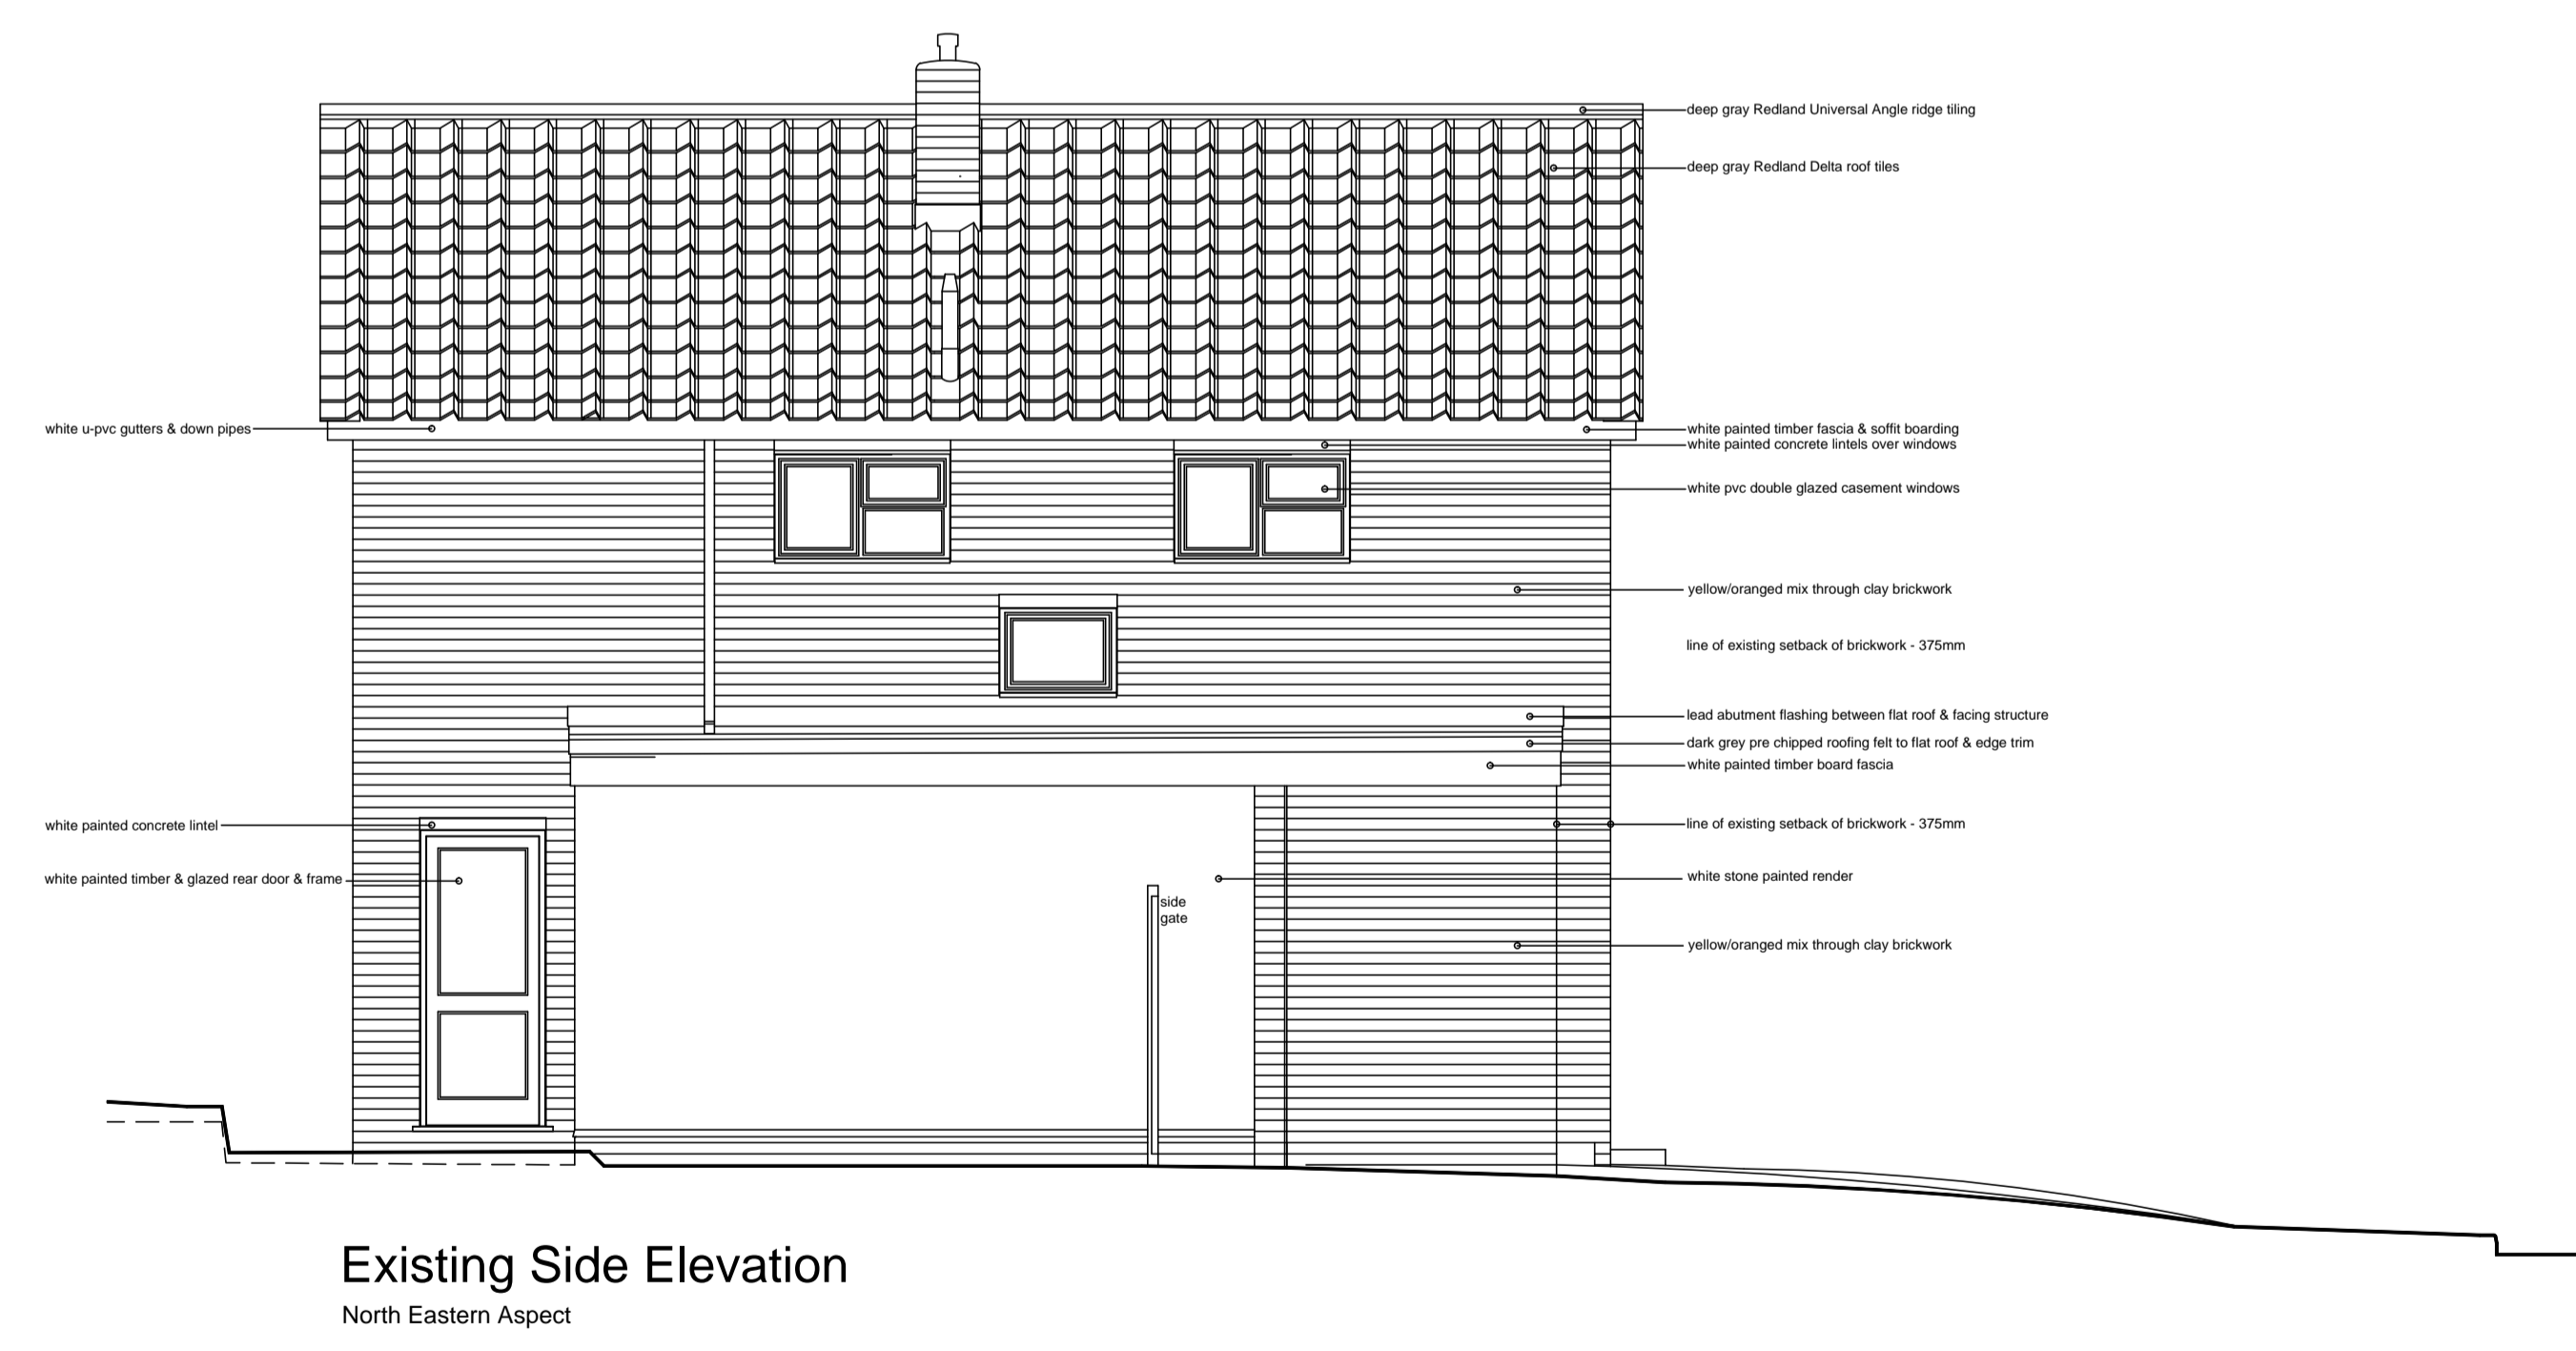 deep gray Redland Universal Angle ridge tiling
deep gray Redland Delta roof tiles
white u-pvc gutters & down pipes
white painted timber fascia & soffit boarding
white painted concrete lintels over windows
white pvc double glazed casement windows
yellow/oranged mix through clay brickwork
line of existing setback of brickwork - 375mm
lead abutment flashing between flat roof & facing structure
dark grey pre chipped roofing felt to flat roof & edge trim
white painted timber board fascia
white painted concrete lintel
line of existing setback of brickwork - 375mm
white painted timber & glazed rear door & frame
white stone painted render
side
gate
yellow/oranged mix through clay brickwork
Existing Side Elevation
North Eastern Aspect